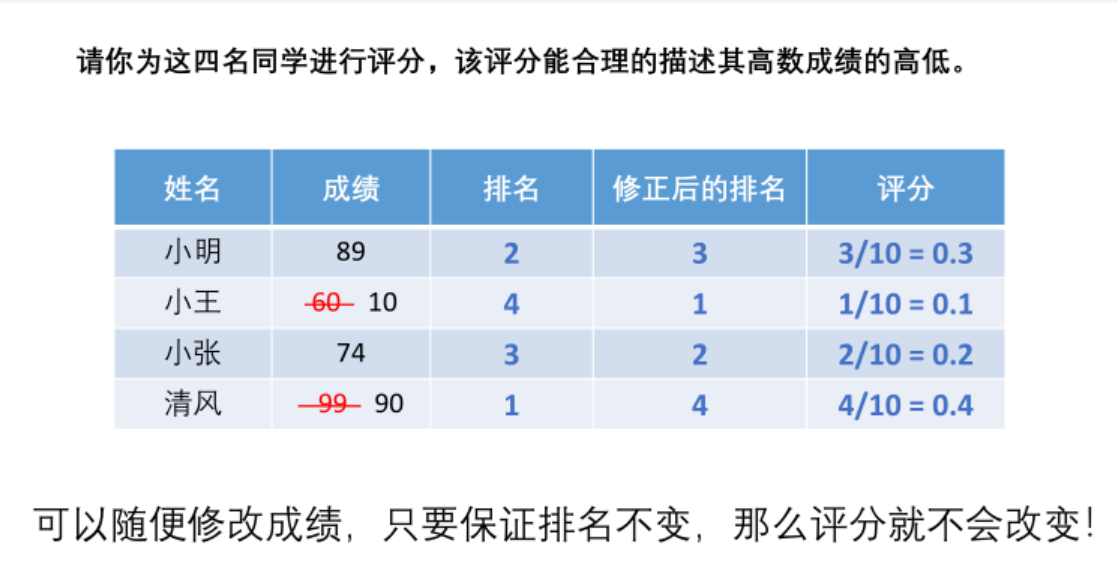 请你为这四名同学进行评分，该评分能合理的描述其高数成绩的高低。
姓名 成绩 排名 修正后的排名 评分
小明 89 2 3 3/10 = 0.3
小王 60 10 4 1 1/10 = 0.1
小张 74 3 2 2/10 = 0.2
清风 99 90 1 4 4/10 = 0.4
可以随便修改成绩，只要保证排名不变，那么评分就不会改变！